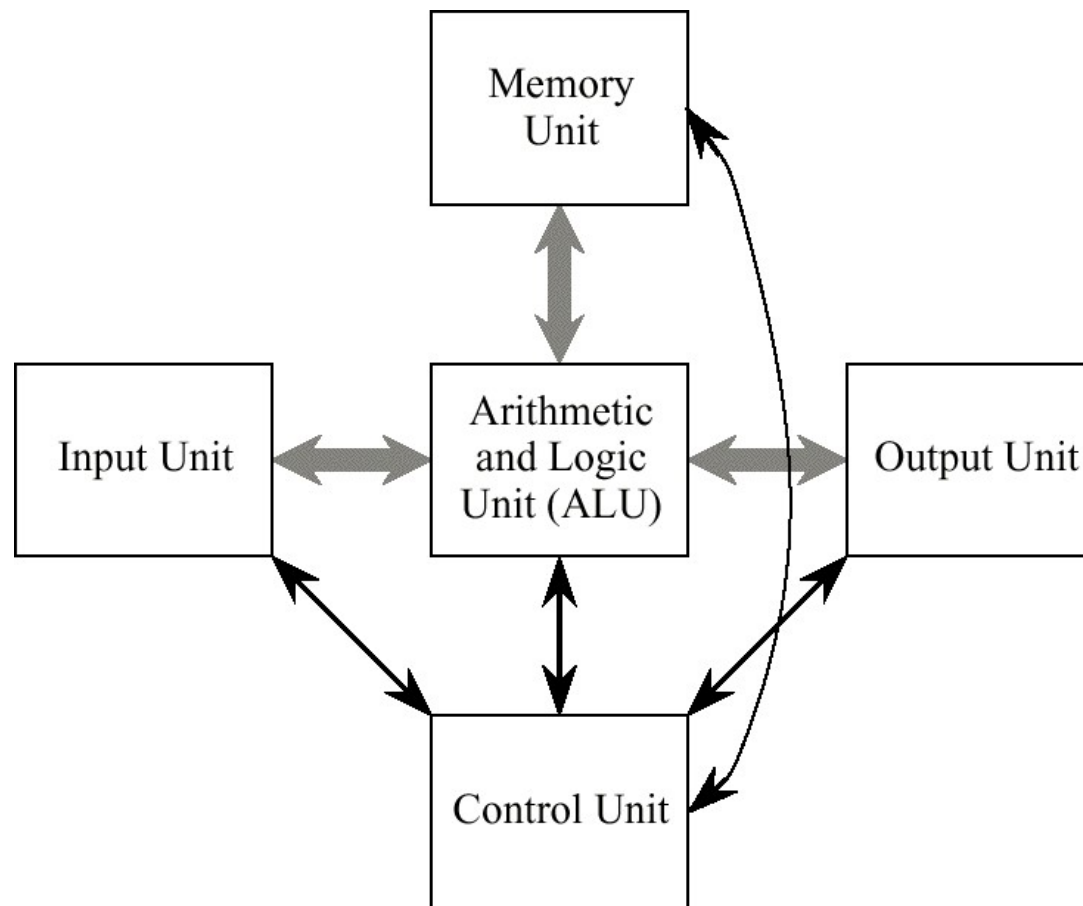 Memory
Unit
Input Unit
Arithmetic
and Logic
Unit (ALU)
Output Unit
Control Unit